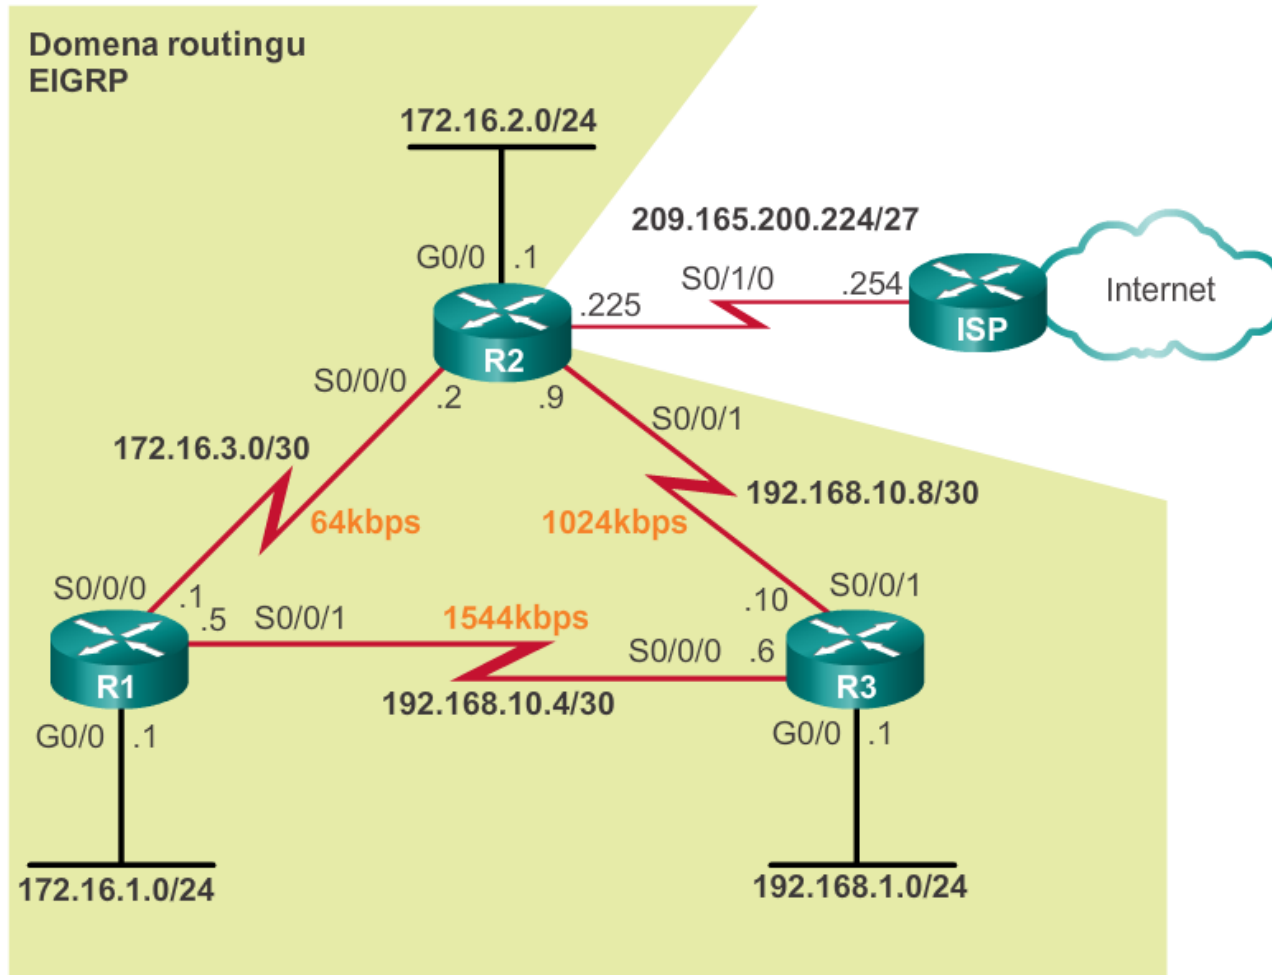 Domena routingu
EIGRP
172.16.2.0/24
209.165.200.224/27
G0/0 .1
S0/1/0 .254
.225
Internet
ISP
R2
S0/0/0 .2 .9
S0/0/1
172.16.3.0/30
192.168.10.8/30
64kbps 1024kbps
S0/0/0 .1
S0/0/1
.10
.5 S0/0/1 1544kbps
S0/0/0 .6
R1
R3
192.168.10.4/30
G0/0 .1
G0/0 .1
172.16.1.0/24
192.168.1.0/24